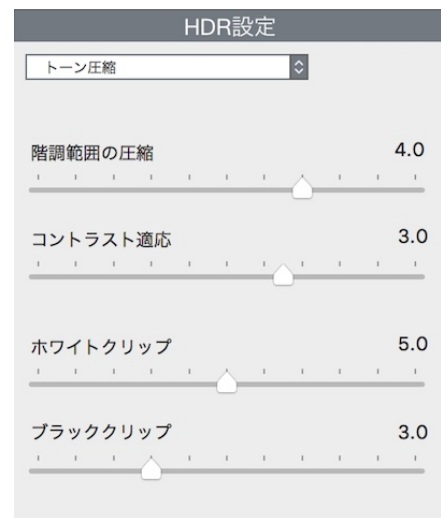 HDR設定
トーン圧縮
階調範囲の圧縮 4.0
コントラスト適応 3.0
ホワイトクリップ 5.0
ブラッククリップ 3.0